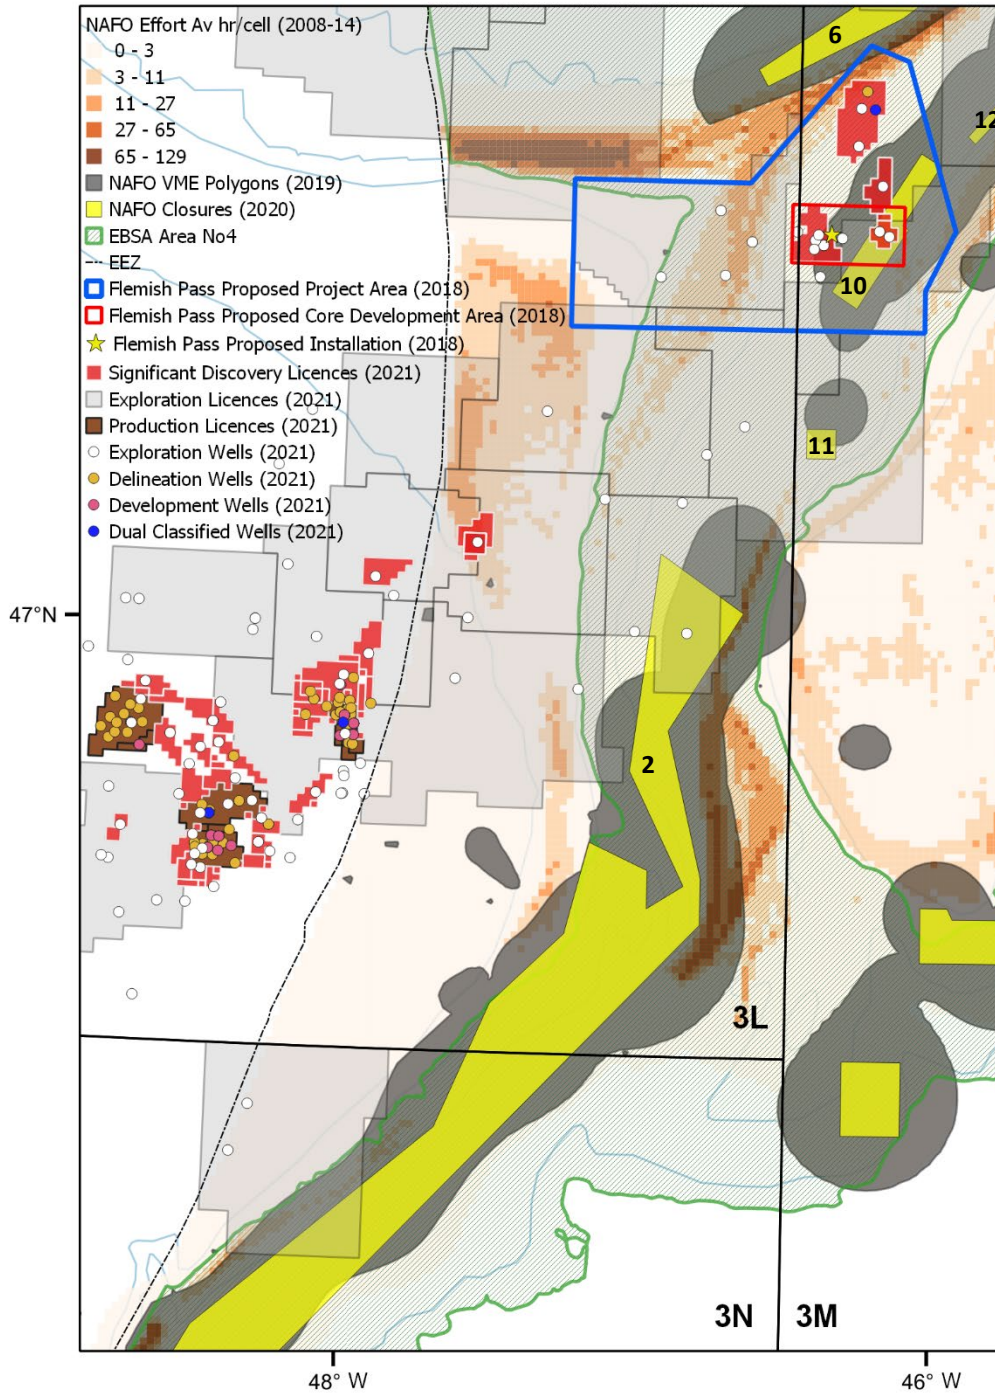 NAFO Effort Av hr/cell (2008-14)
0 - 3
3 - 11
11 - 27
27 - 65
65 - 129
NAFO VME Polygons (2019)
NAFO Closures (2020)
EBSA Area No4
EEZ
Flemish Pass Proposed Project Area (2018)
Flemish Pass Proposed Core Development Area (2018)
Flemish Pass Proposed Installation (2018)
Significant Discovery Licences (2021)
Exploration Licences (2021)
Production Licences (2021)
Exploration Wells (2021)
Delineation Wells (2021)
Development Wells (2021)
Dual Classified Wells (2021)
6
12
10
11
47°N
2
3L
3N
3M
48° W
46° W